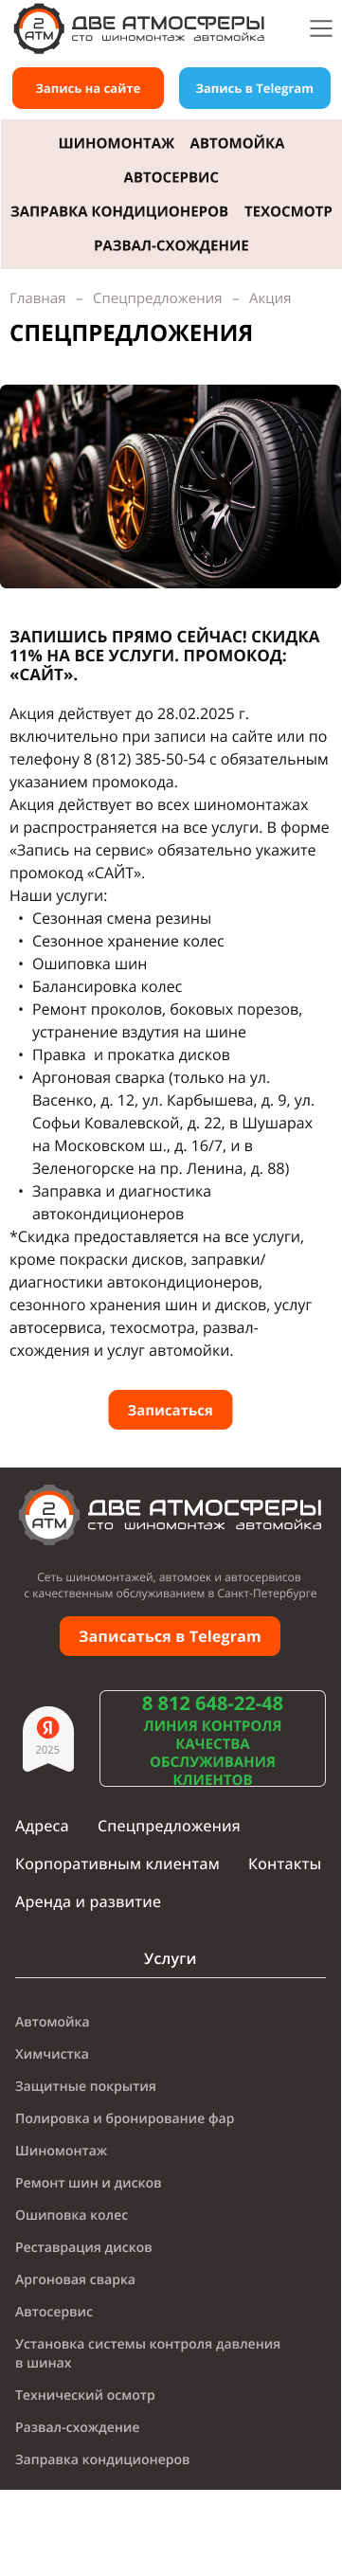 2
АТМ
ДВЕ АТМОСФЕРЫ
сто шиномонтаж автомойка
Запись на сайте
Запись в Telegram
ШИНОМОНТАЖ АВТОМОЙКА
АВТОСЕРВИС
ЗАПРАВКА КОНДИЦИОНЕРОВ ТЕХОСМОТР
РАЗВАЛ-СХОЖДЕНИЕ
Главная – Спецпредложения – Акция
СПЕЦПРЕДЛОЖЕНИЯ
ЗАПИШИСЬ ПРЯМО СЕЙЧАС! СКИДКА
11% НА ВСЕ УСЛУГИ. ПРОМОКОД:
«САЙТ».
Акция действует до 28.02.2025 г.
включительно при записи на сайте или по
телефону 8 (812) 385-50-54 с обязательным
указанием промокода.
Акция действует во всех шиномонтажах
и распространяется на все услуги. В форме
«Запись на сервис» обязательно укажите
промокод «САЙТ».
Наши услуги:
• Сезонная смена резины
• Сезонное хранение колес
• Ошиповка шин
• Балансировка колес
• Ремонт проколов, боковых порезов,
устранение вздутия на шине
• Правка и прокатка дисков
• Аргоновая сварка (только на ул.
Васенко, д. 12, ул. Карбышева, д. 9, ул.
Софьи Ковалевской, д. 22, в Шушарах
на Московском ш., д. 16/7, и в
Зеленогорске на пр. Ленина, д. 88)
• Заправка и диагностика
автокондиционеров
*Скидка предоставляется на все услуги,
кроме покраски дисков, заправки/
диагностики автокондиционеров,
сезонного хранения шин и дисков, услуг
автосервиса, техосмотра, развал-
схождения и услуг автомойки.
Записаться
2
АТМ
ДВЕ АТМОСФЕРЫ
сто шиномонтаж автомойка
Сеть шиномонтажей, автомоек и автосервисов
с качественным обслуживанием в Санкт-Петербурге
Записаться в Telegram
Я
2025
8 812 648-22-48
ЛИНИЯ КОНТРОЛЯ
КАЧЕСТВА
ОБСЛУЖИВАНИЯ
КЛИЕНТОВ
Адреса Спецпредложения
Корпоративным клиентам Контакты
Аренда и развитие
Услуги
Автомойка
Химчистка
Защитные покрытия
Полировка и бронирование фар
Шиномонтаж
Ремонт шин и дисков
Ошиповка колес
Реставрация дисков
Аргоновая сварка
Автосервис
Установка системы контроля давления
в шинах
Технический осмотр
Развал-схождение
Заправка кондиционеров